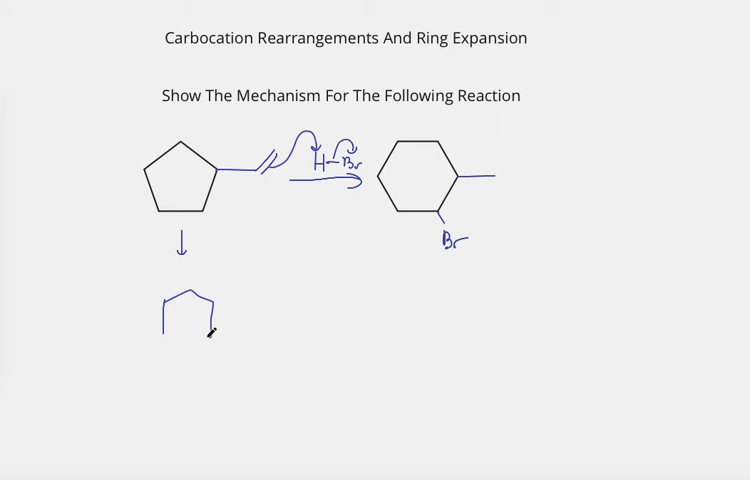 Carbocation Rearrangements And Ring Expansion
Show The Mechanism For The Following Reaction
H-Br
Br